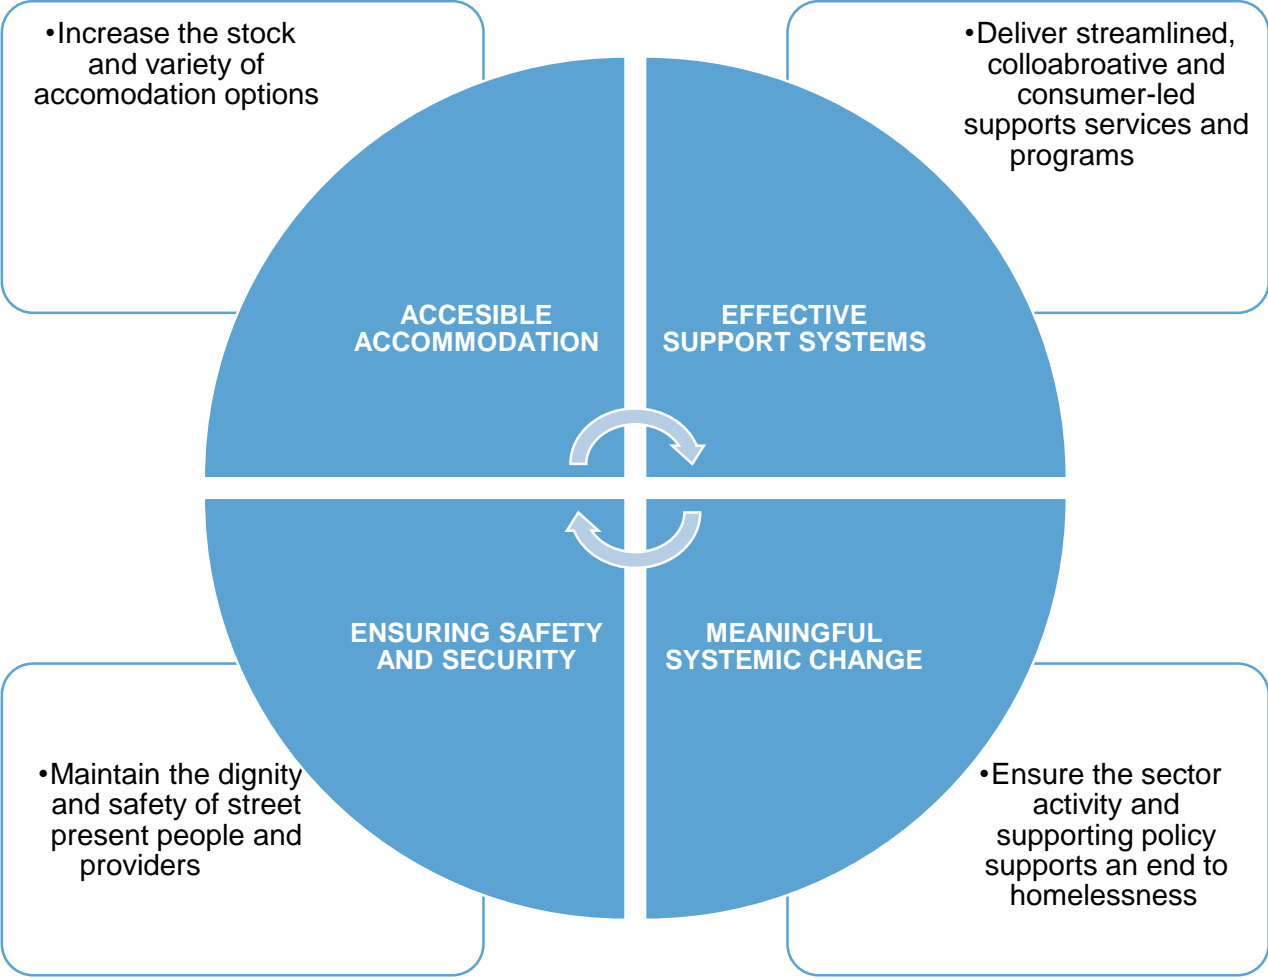 •Increase the stock
and variety of
accomodation options
•Deliver streamlined,
colloabroative and
consumer-led
supports services and
programs
ACCESIBLE
ACCOMMODATION
EFFECTIVE
SUPPORT SYSTEMS
ENSURING SAFETY
AND SECURITY
MEANINGFUL
SYSTEMIC CHANGE
•Maintain the dignity
and safety of street
present people and
providers
•Ensure the sector
activity and
supporting policy
supports an end to
homelessness